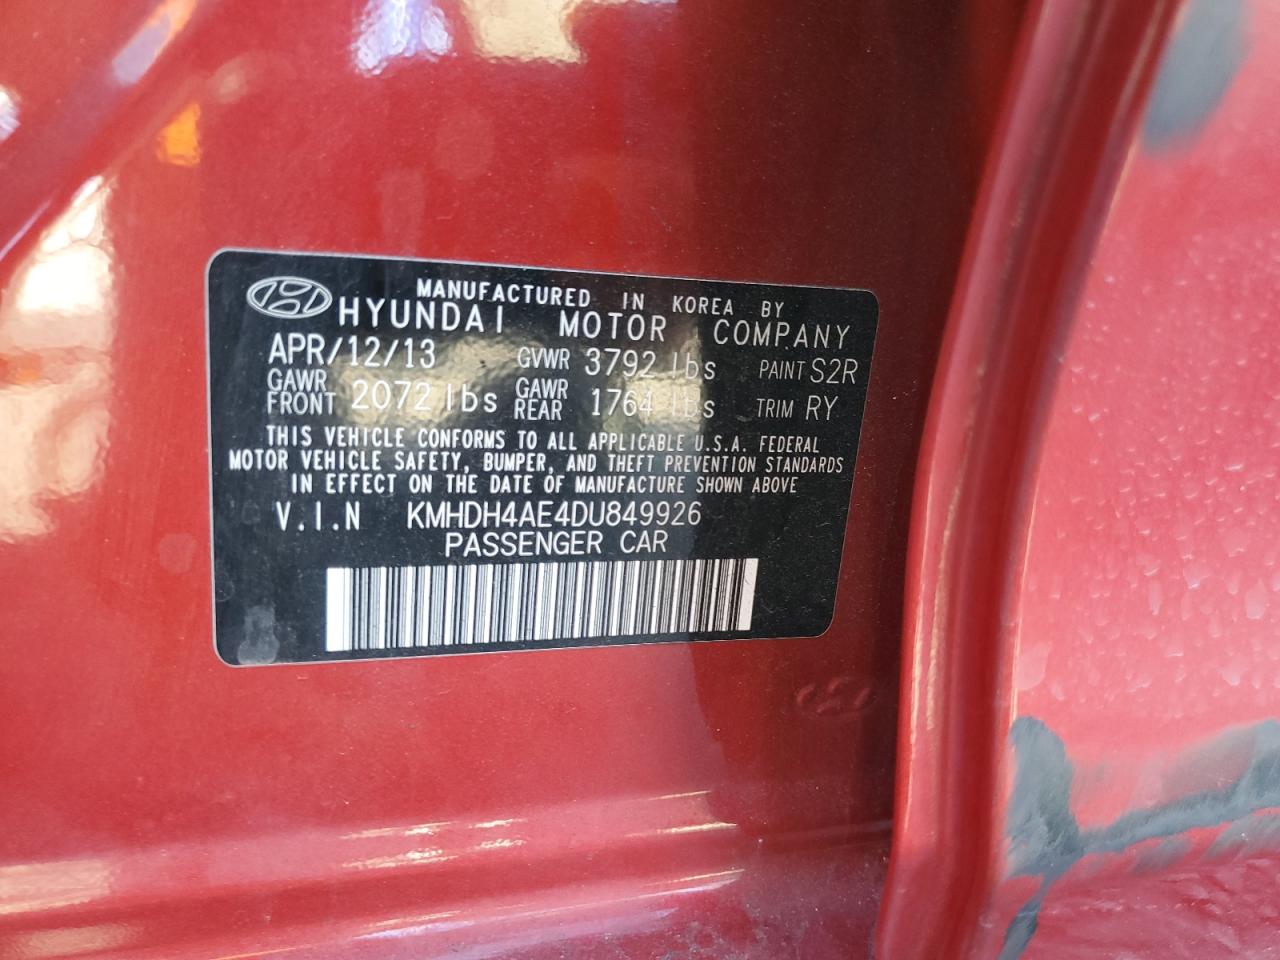 MANUFACTURED IN KOREA BY
HYUNDAI MOTOR COMPANY
APR/12/13 GVWR 3792 lbs PAINT S2R
GAWR FRONT 2072 lbs GAWR REAR 1764 lbs TRIM RY
THIS VEHICLE CONFORMS TO ALL APPLICABLE U.S.A. FEDERAL
MOTOR VEHICLE SAFETY, BUMPER, AND THEFT PREVENTION STANDARDS
IN EFFECT ON THE DATE OF MANUFACTURE SHOWN ABOVE
V.I.N KMHDH4AE4DU849926
PASSENGER CAR